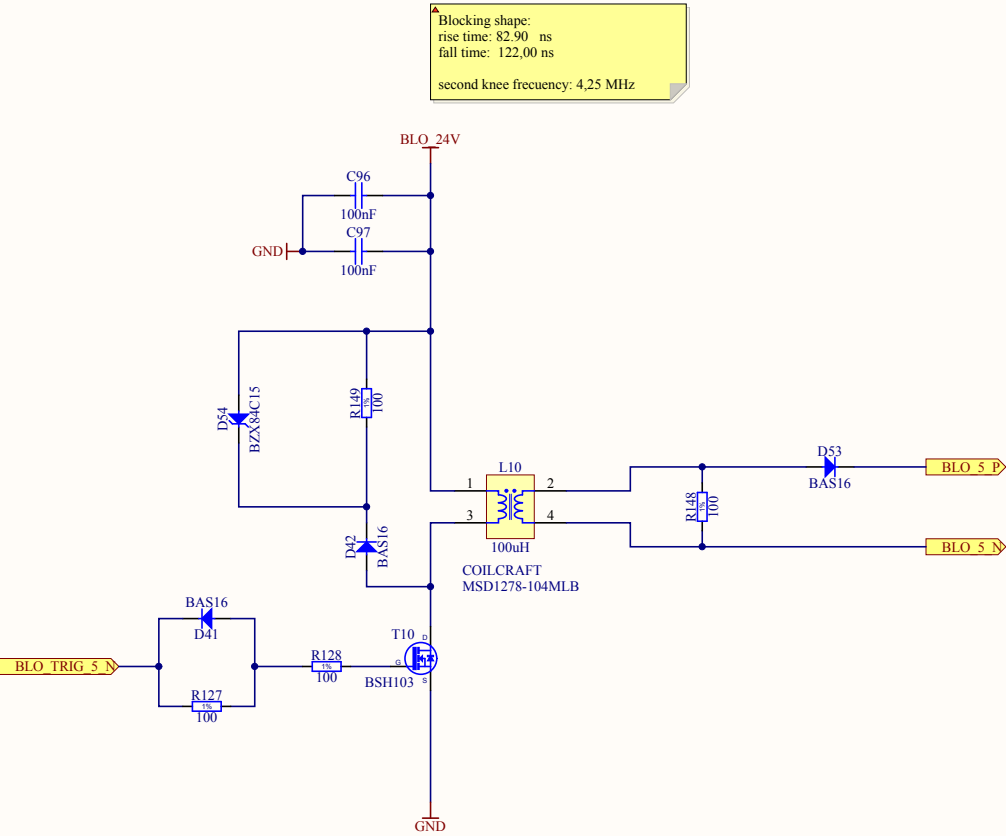 Blocking shape:
rise time: 82.90 ns
fall time: 122,00 ns
second knee frecuency: 4,25 MHz
BLO_24V
C96
100nF
C97
GND
100nF
D54
BZX84C15
R149
1%
100
L10
1
2
3
4
100uH
COILCRAFT
MSD1278-104MLB
D53
BAS16
BLO_5_P
R148
1%
100
BLO_5_N
D42
BAS16
BAS16
D41
BLO_TRIG_5_N
R127
1%
100
R128
1%
100
T10
D
G
S
BSH103
GND